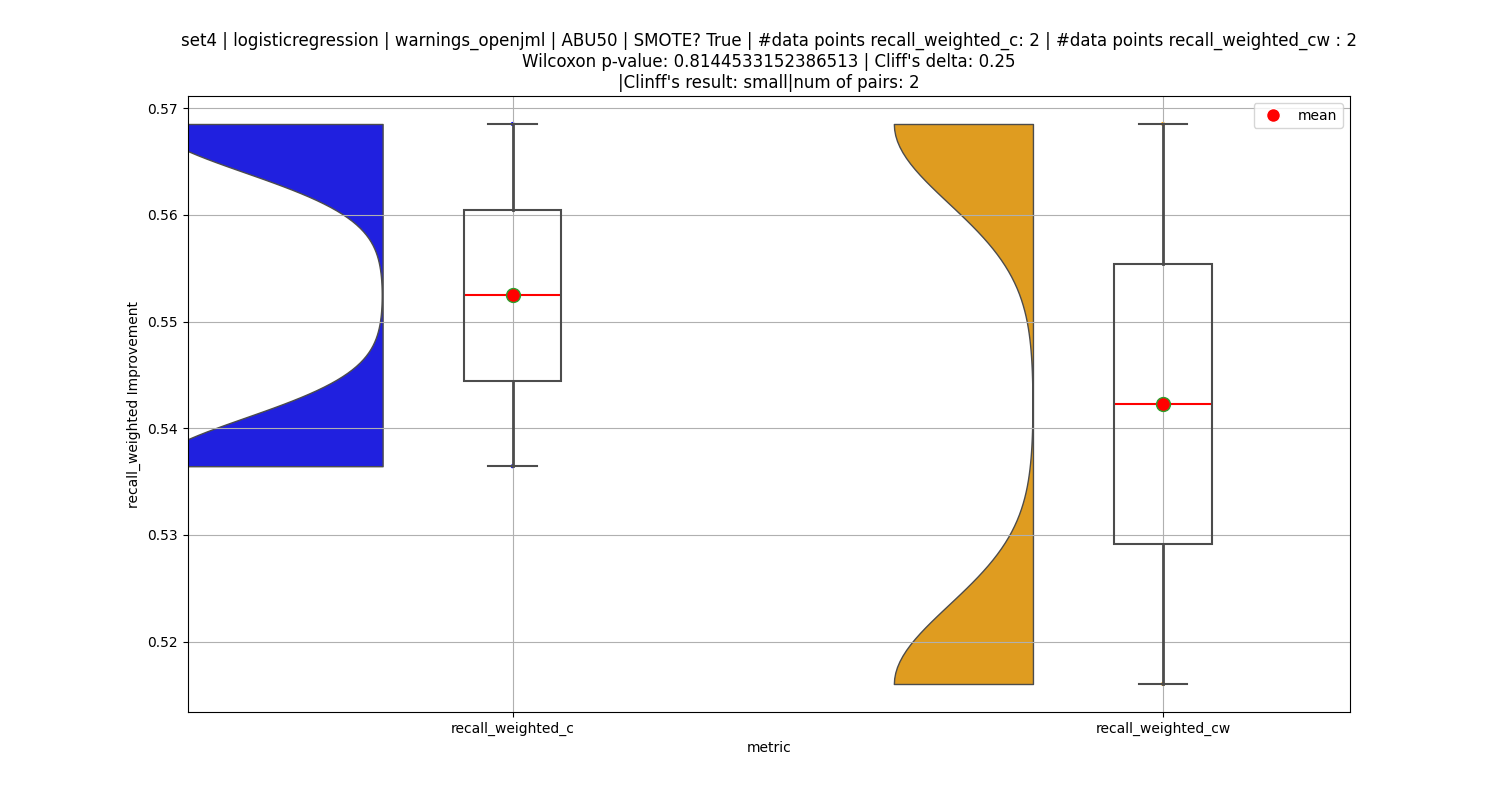 set4 | logisticregression | warnings_openjml | ABU50 | SMOTE? True | #data points recall_weighted_c: 2 | #data points recall_weighted_cw : 2
Wilcoxon p-value: 0.8144533152386513 | Cliff's delta: 0.25
|Clinff's result: small|num of pairs: 2
mean
0.57
0.56
0.55
0.54
0.53
0.52
recall_weighted Improvement
recall_weighted_c
recall_weighted_cw
metric